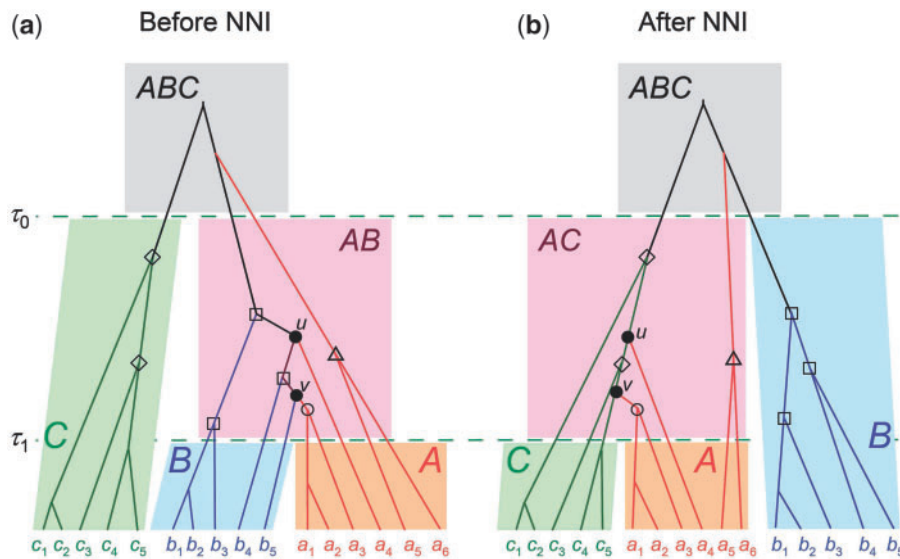 (a) Before NNI (b) After NNI
ABC ABC
τ0
AB AC
u u
v v
τ1
C B A C A B
c1 c2 c3 c4 c5 b1 b2 b3 b4 b5 a1 a2 a3 a4 a5 a6 c1 c2 c3 c4 c5 a1 a2 a3 a4 a5 a6 b1 b2 b3 b4 b5